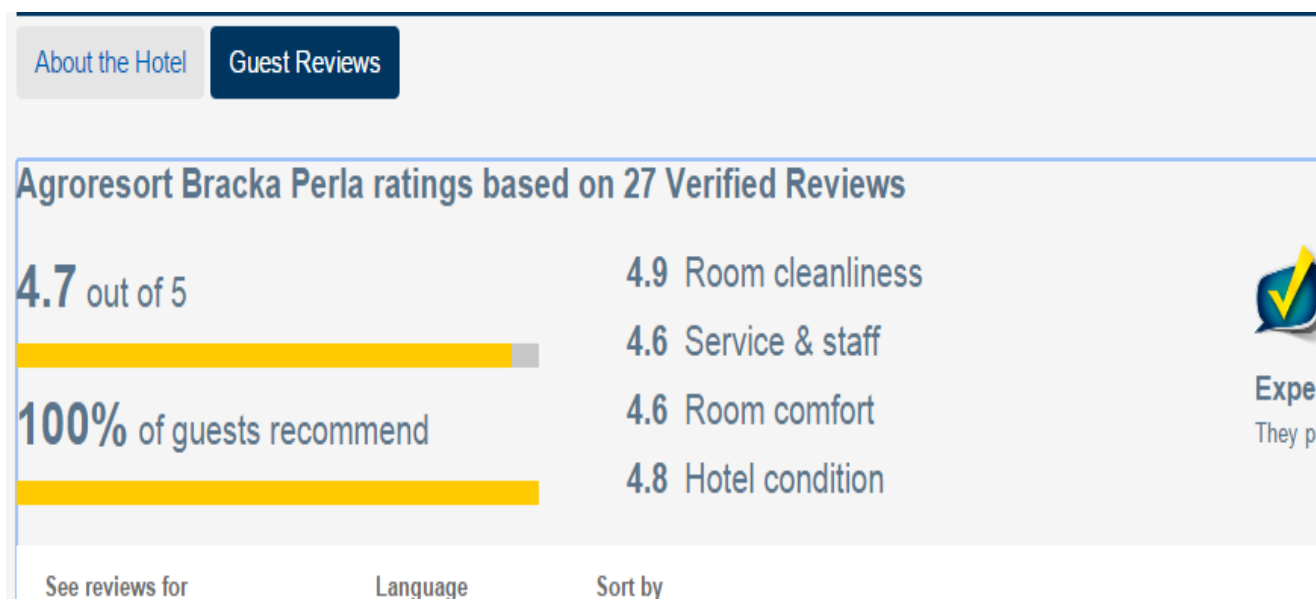 About the Hotel Guest Reviews
Agroresort Bracka Perla ratings based on 27 Verified Reviews
4.7 out of 5
100% of guests recommend
4.9 Room cleanliness
4.6 Service & staff
4.6 Room comfort
4.8 Hotel condition
They
See reviews for Language Sort by